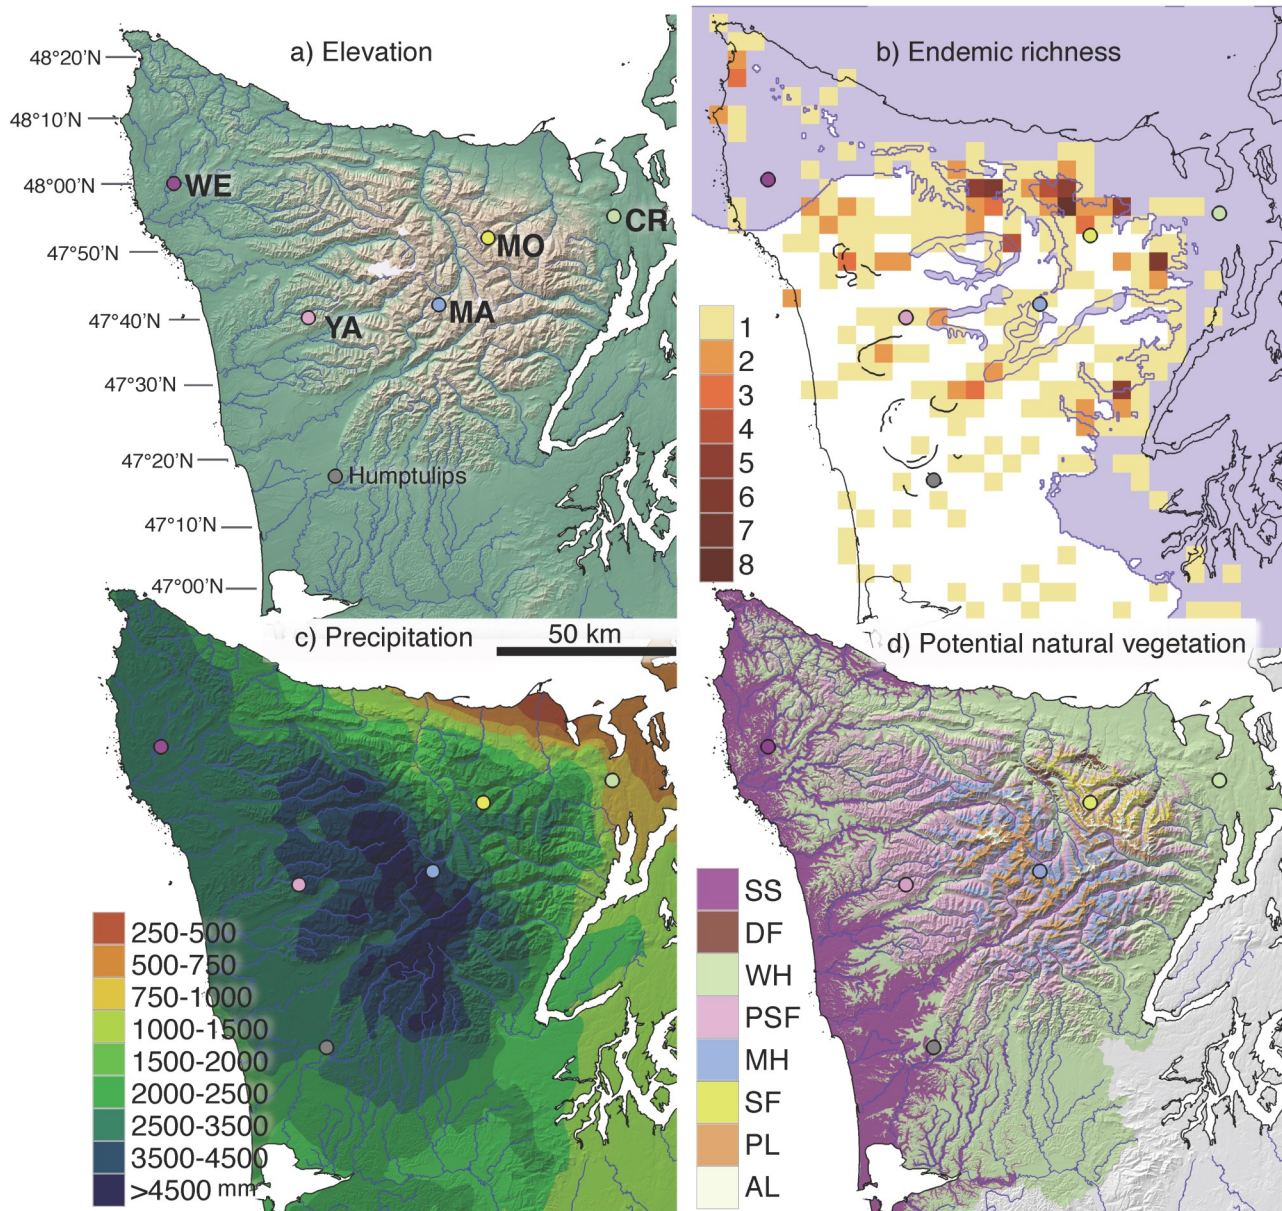 a) Elevation
48°20'N
48°10'N
48°00'N
47°50'N
47°40'N
47°30'N
47°20'N
47°10'N
47°00'N
WE
CR
MO
MA
YA
Humptulips
b) Endemic richness
1
2
3
4
5
6
7
8
c) Precipitation
50 km
250-500
500-750
750-1000
1000-1500
1500-2000
2000-2500
2500-3500
3500-4500
>4500 mm
d) Potential natural vegetation
SS
DF
WH
PSF
MH
SF
PL
AL